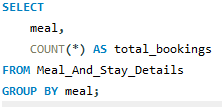 SELECT
meal,
COUNT(*) AS total_bookings
FROM Meal_And_Stay_Details
GROUP BY meal;